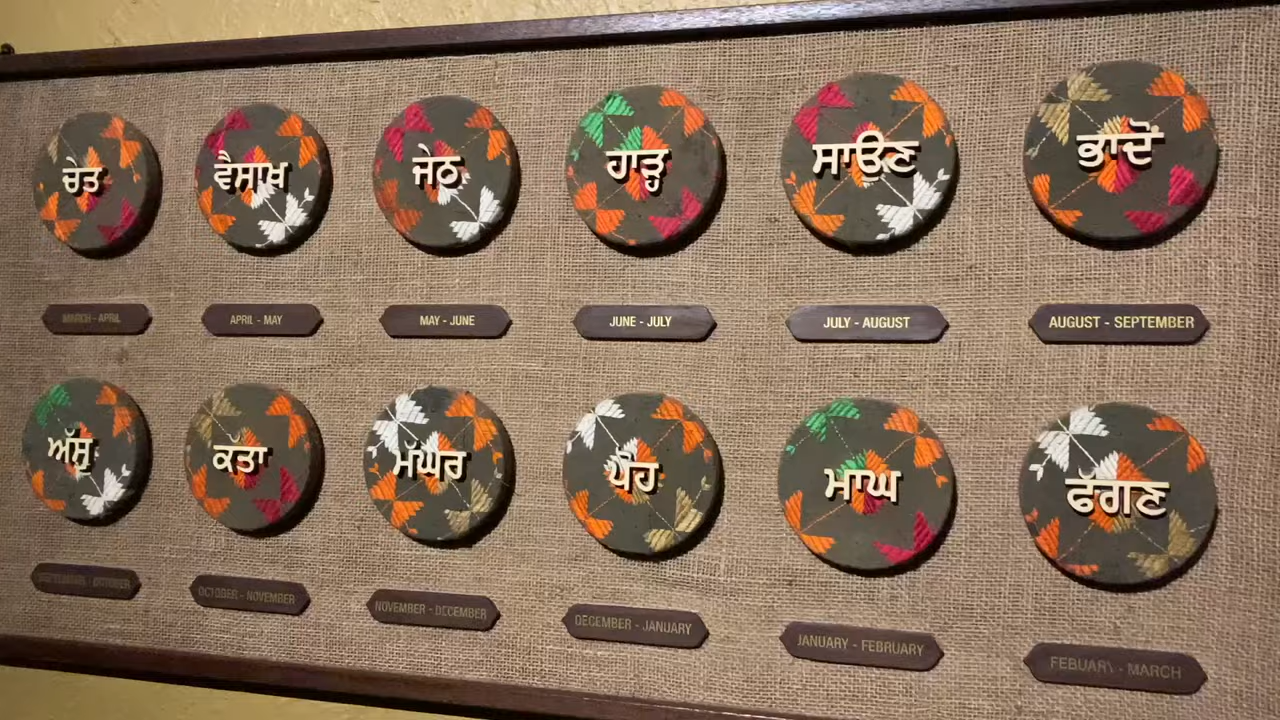 ਚੇਤ
ਵੈਸਾਖ
ਜੇਠ
ਹਾੜ੍ਹ
ਸਾਉਣ
ਭਾਦੋਂ
MARCH - APRIL
APRIL - MAY
MAY - JUNE
JUNE - JULY
JULY - AUGUST
AUGUST - SEPTEMBER
ਅੱਸੂ
ਕੱਤਾ
ਮੱਘਰ
ਪੋਹ
ਮਾਘ
ਫੱਗਣ
SEPTEMBER - OCTOBER
OCTOBER - NOVEMBER
NOVEMBER - DECEMBER
DECEMBER - JANUARY
JANUARY - FEBRUARY
FEBUARY - MARCH